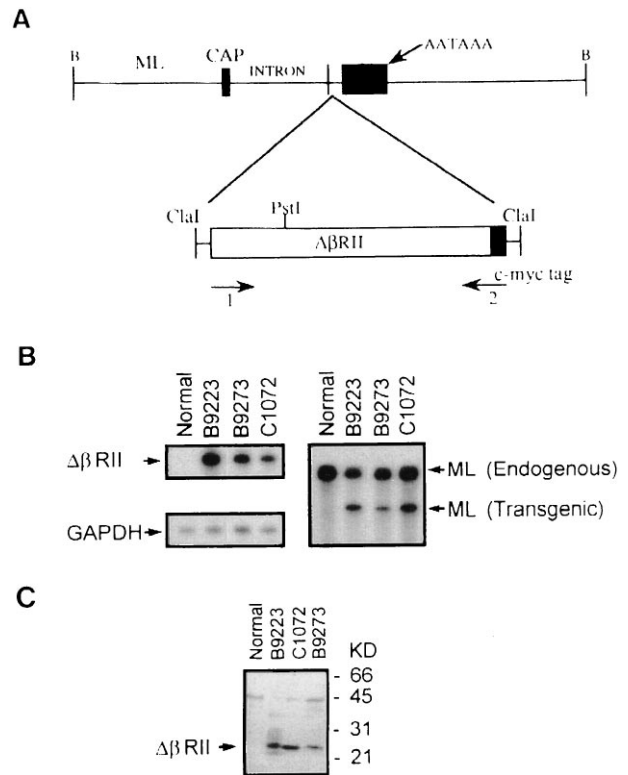 A
B ML CAP INTRON AATAAA B
ClaI PstI ClaI
ΔβRII
c-myc tag
1 2
B
Normal B9223 B9273 C1072 Normal B9223 B9273 C1072
ΔβRII
ML (Endogenous)
ML (Transgenic)
GAPDH
C
Normal B9223 C1072 B9273 KD
- 66
- 45
- 31
ΔβRII
- 21